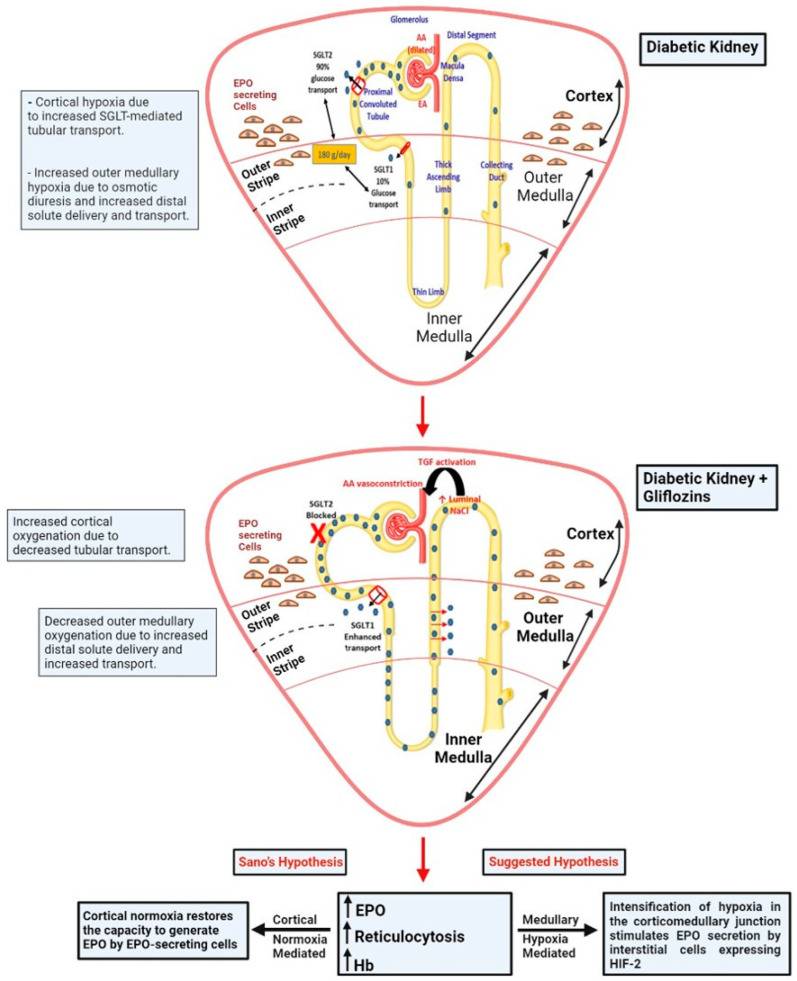 Glomerolus
Diabetic Kidney
AA
(dilated)
Distal Segment
SGLT2
90%
glucose
transport
Macula
Densa
EPO
secreting
Cells
Proximal
Convoluted
Tubule
EA
Cortex
- Cortical hypoxia due
to increased SGLT-mediated
tubular transport.
- Increased outer medullary
hypoxia due to osmotic
diuresis and increased distal
solute delivery and transport.
180 g/day
Outer
Stripe
Inner
Stripe
SGLT1
10%
Glucose
transport
Thick
Ascending
Limb
Collecting
Duct
Outer
Medulla
Thin Limb
Inner
Medulla
TGF activation
Diabetic Kidney +
Gliflozins
AA vasoconstriction
↑ Luminal
NaCl
SGLT2
Blocked
X
Increased cortical
oxygenation due to
decreased tubular transport.
EPO
secreting
Cells
Cortex
Decreased outer medullary
oxygenation due to increased
distal solute delivery and
increased transport.
Outer
Stripe
Inner
Stripe
SGLT1
Enhanced
transport
Outer
Medulla
Inner
Medulla
Sano's Hypothesis
Suggested Hypothesis
Cortical normoxia restores
the capacity to generate
EPO by EPO-secreting cells
Cortical
Normoxia
Mediated
↑ EPO
↑ Reticulocytosis
↑ Hb
Medullary
Hypoxia
Mediated
Intensification of hypoxia in
the corticomedullary junction
stimulates EPO secretion by
interstitial cells expressing
HIF-2